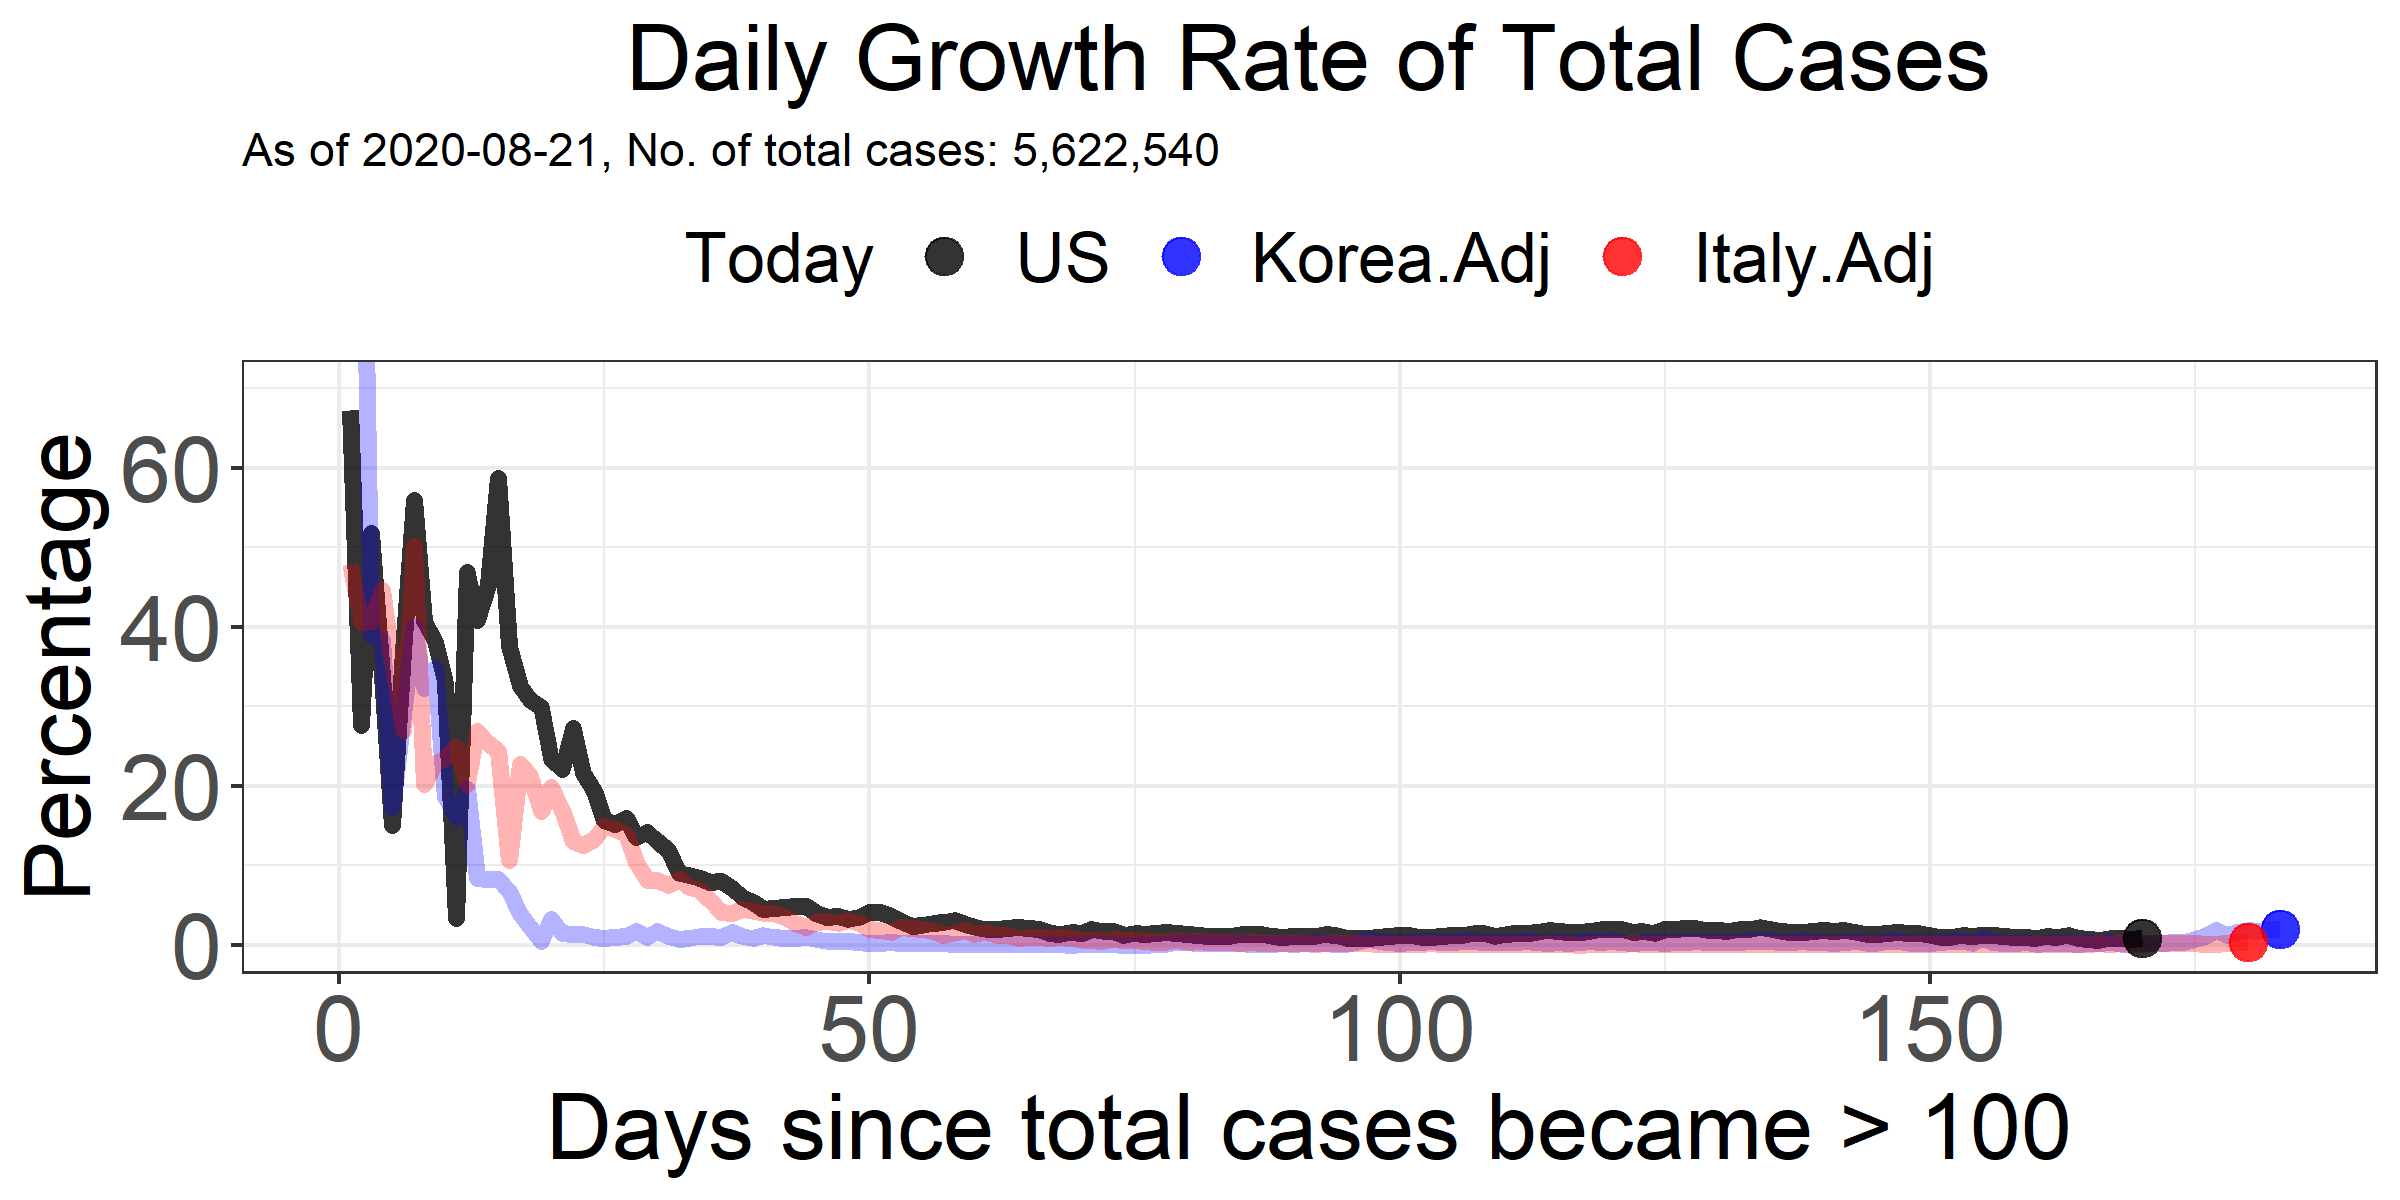 Daily Growth Rate of Total Cases
As of 2020-08-21, No. of total cases: 5,622,540
Today US Korea.Adj Italy.Adj
Percentage
60
40
20
0
0 50 100 150
Days since total cases became > 100